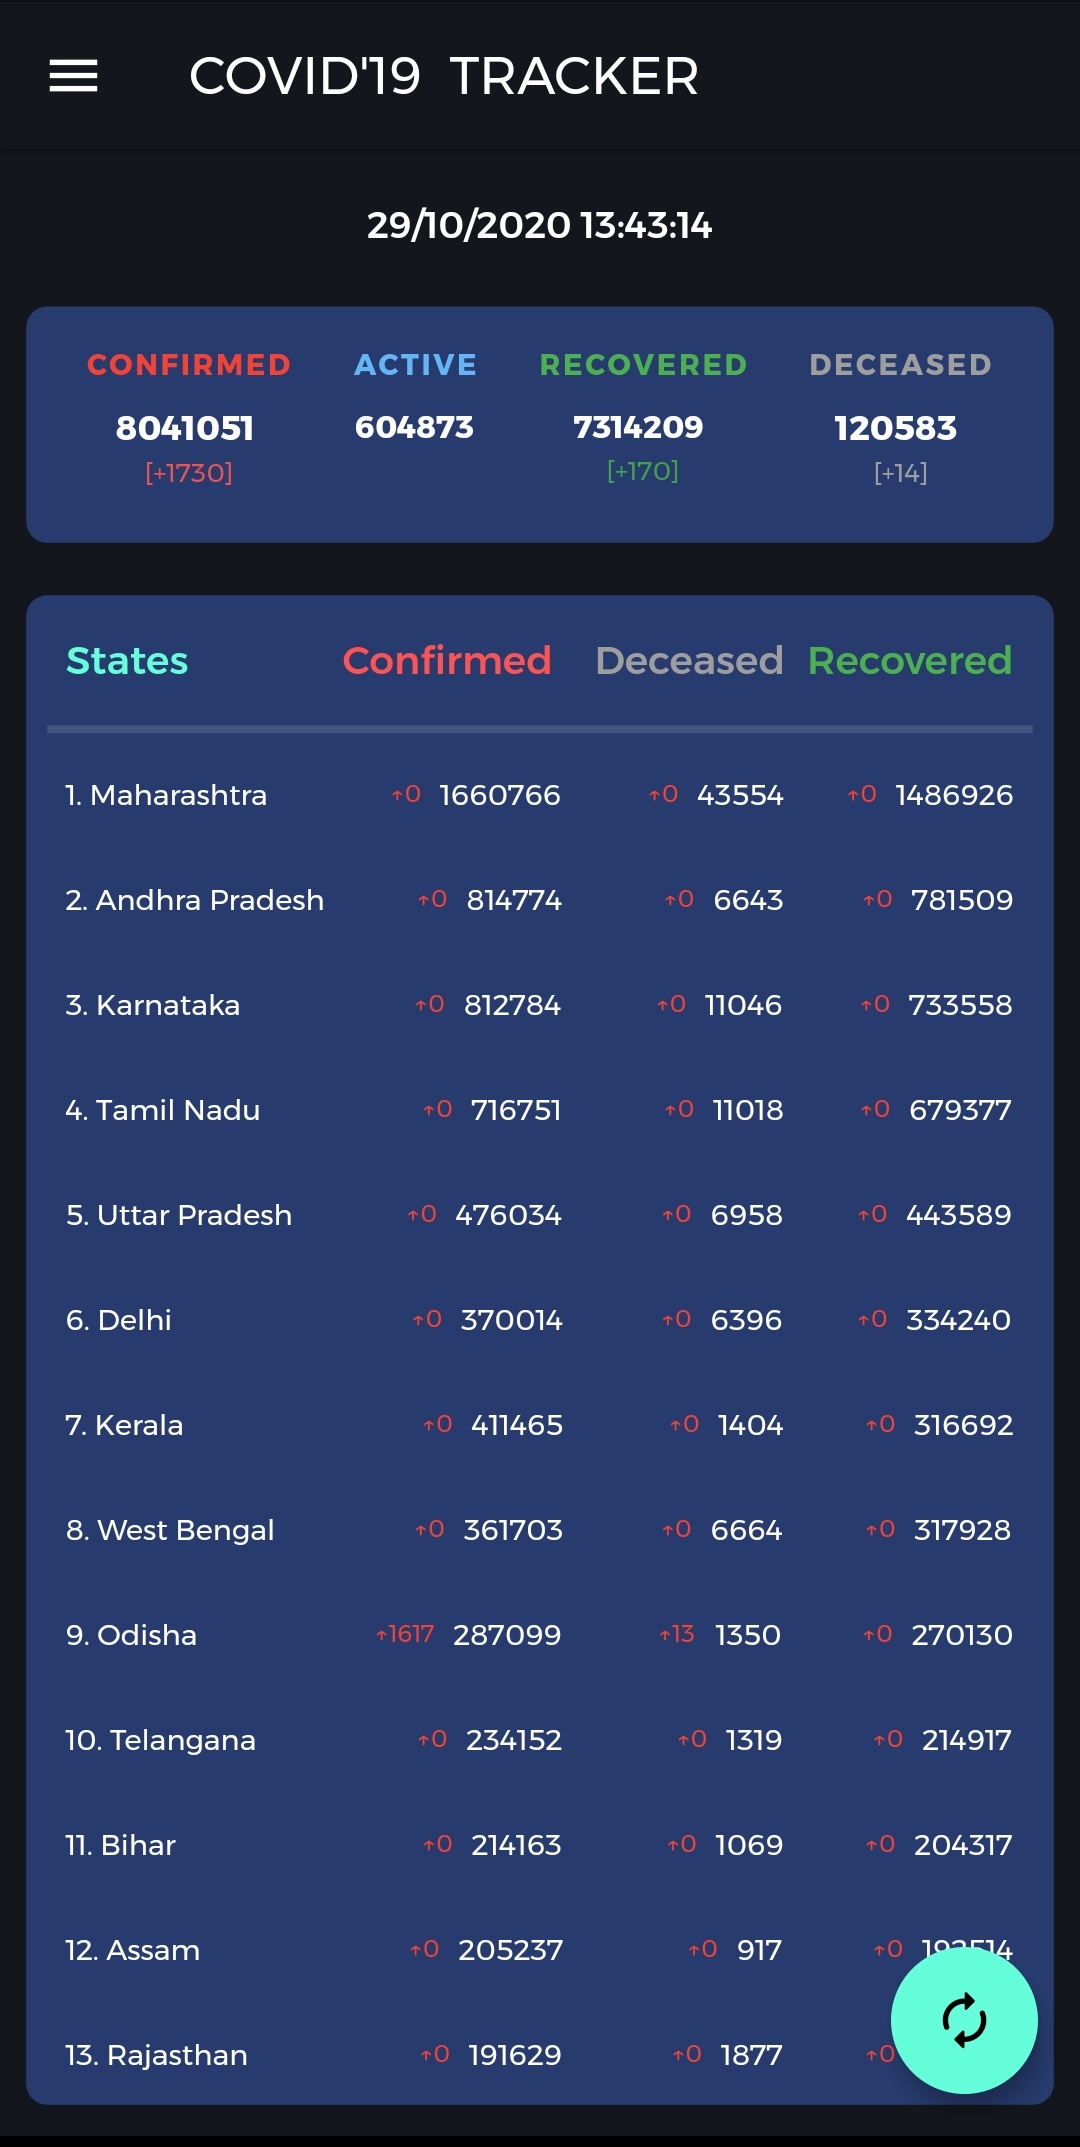 COVID'19 TRACKER
29/10/2020 13:43:14
CONFIRMED ACTIVE RECOVERED DECEASED
8041051 604873 7314209 120583
[+1730] [+170] [+14]
States Confirmed Deceased Recovered
1. Maharashtra ↑0 1660766 ↑0 43554 ↑0 1486926
2. Andhra Pradesh ↑0 814774 ↑0 6643 ↑0 781509
3. Karnataka ↑0 812784 ↑0 11046 ↑0 733558
4. Tamil Nadu ↑0 716751 ↑0 11018 ↑0 679377
5. Uttar Pradesh ↑0 476034 ↑0 6958 ↑0 443589
6. Delhi ↑0 370014 ↑0 6396 ↑0 334240
7. Kerala ↑0 411465 ↑0 1404 ↑0 316692
8. West Bengal ↑0 361703 ↑0 6664 ↑0 317928
9. Odisha ↑1617 287099 ↑13 1350 ↑0 270130
10. Telangana ↑0 234152 ↑0 1319 ↑0 214917
11. Bihar ↑0 214163 ↑0 1069 ↑0 204317
12. Assam ↑0 205237 ↑0 917 ↑0
13. Rajasthan ↑0 191629 ↑0 1877 ↑0